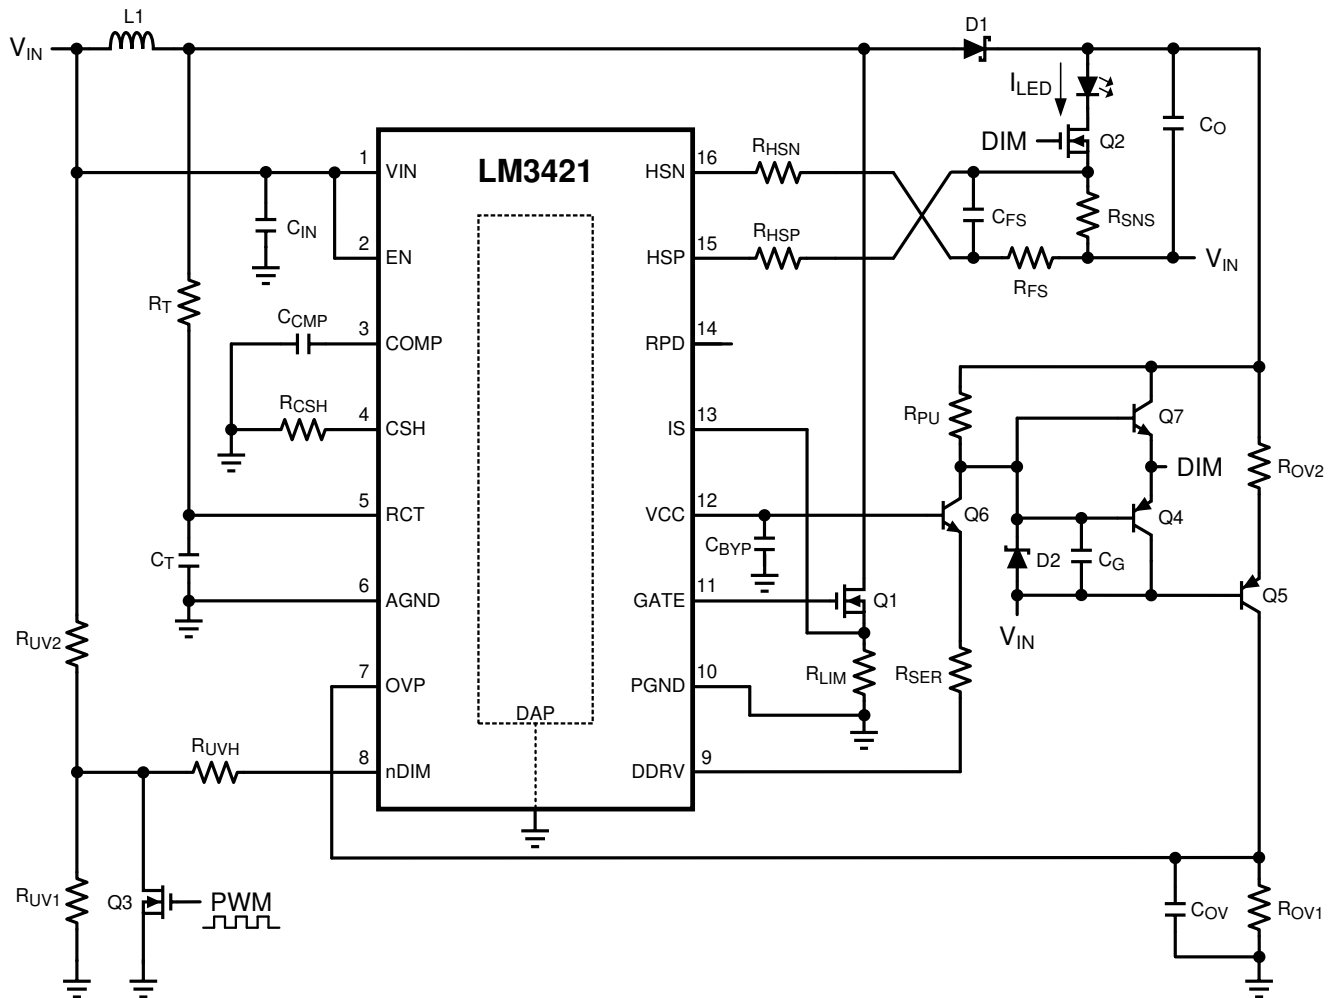 L1
D1
VIN
ILED
DIM
Q2
CO
LM3421
1
VIN
16
HSN
RHSN
CIN
2
EN
15
HSP
RHSP
CFS
RSNS
VIN
RFS
RT
CCMP
3
COMP
14
RPD
RCSH
4
CSH
13
IS
RPU
Q7
DIM
ROV2
5
RCT
12
VCC
Q6
Q4
CT
CBYP
D2
CG
6
AGND
11
GATE
Q1
Q5
VIN
RUV2
7
OVP
10
PGND
RLIM
RSER
DAP
RUVH
8
nDIM
9
DDRV
RUV1
Q3
PWM
COV
ROV1